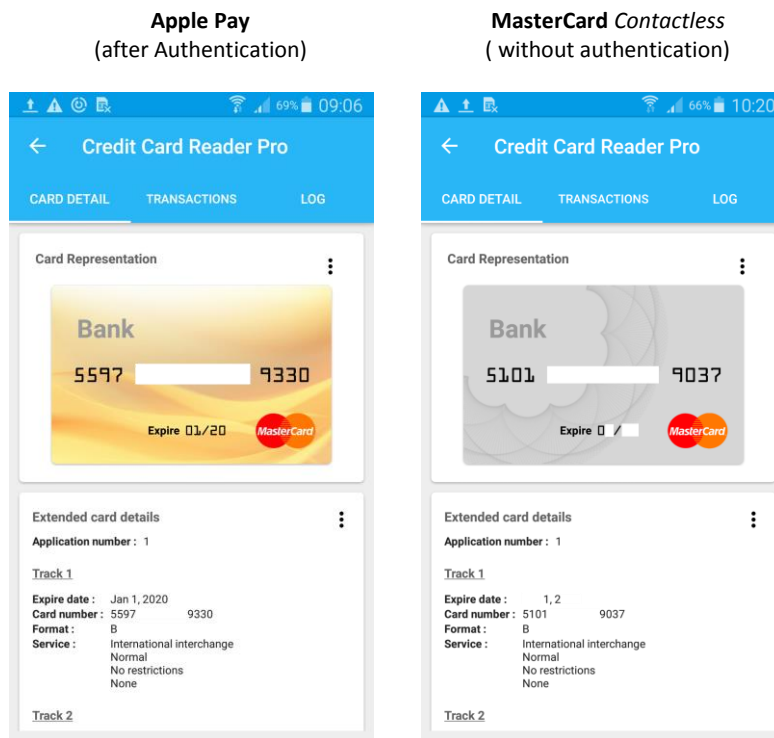 Apple Pay
(after Authentication)
69% 09:06
Credit Card Reader Pro
CARD DETAIL TRANSACTIONS LOG
Card Representation
Bank
5597 9330
Expire 01/20 MasterCard
Extended card details
Application number : 1
Track 1
Expire date : Jan 1, 2020
Card number : 5597 9330
Format : B
Service : International interchange
Normal
No restrictions
None
Track 2
MasterCard Contactless
( without authentication)
66% 10:20
Credit Card Reader Pro
CARD DETAIL TRANSACTIONS LOG
Card Representation
Bank
5101 9037
Expire 0 / MasterCard
Extended card details
Application number : 1
Track 1
Expire date : 1, 2
Card number : 5101 9037
Format : B
Service : International interchange
Normal
No restrictions
None
Track 2